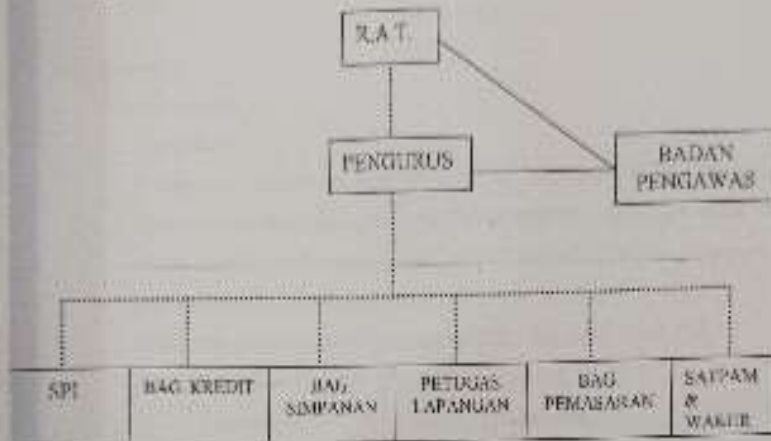 R.A.T.
PENGURUS
BADAN
PENGAWAS
SPI
BAG KREDIT
BAG
SIMPANAN
PETUGAS
LAPANGAN
BAG
PEMASARAN
SATPAM
&
WAKER